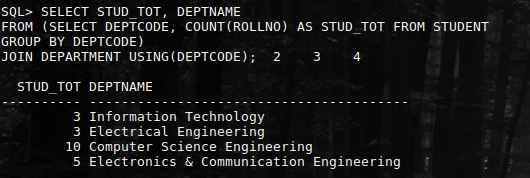 SQL> SELECT STUD_TOT, DEPTNAME
FROM (SELECT DEPTCODE, COUNT(ROLLNO) AS STUD_TOT FROM STUDENT
GROUP BY DEPTCODE)
JOIN DEPARTMENT USING(DEPTCODE);  2    3    4

  STUD_TOT DEPTNAME
---------- ----------------------------------------
         3 Information Technology
         3 Electrical Engineering
        10 Computer Science Engineering
         5 Electronics & Communication Engineering